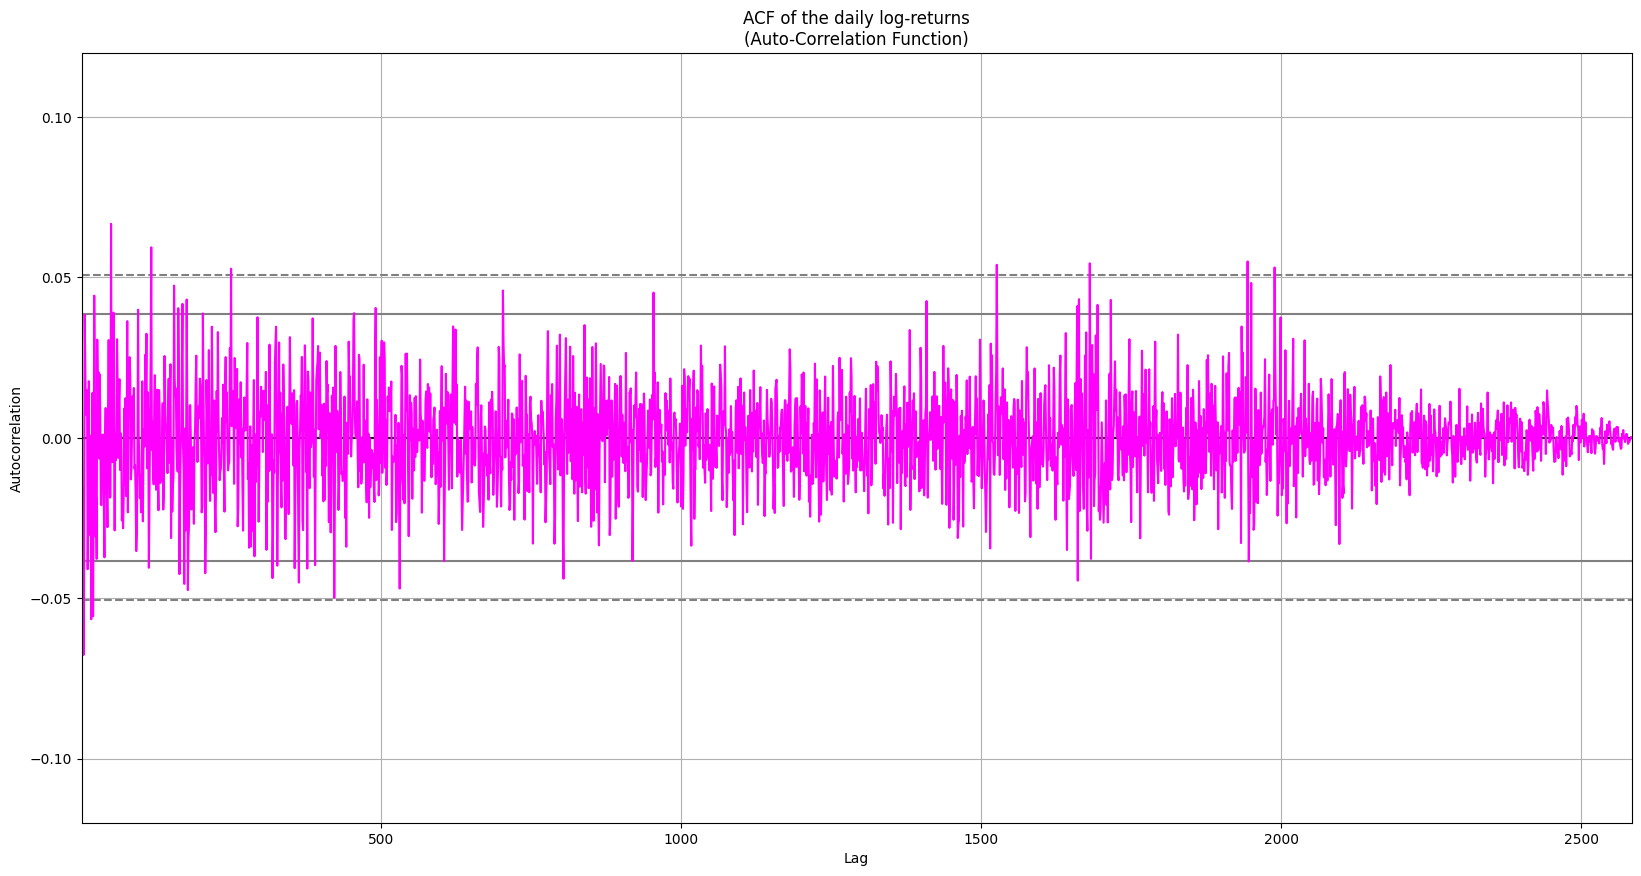 ACF of the daily log-returns
(Auto-Correlation Function)
0.10
0.05
0.00
−0.05
−0.10
Autocorrelation
500
1000
1500
2000
2500
Lag